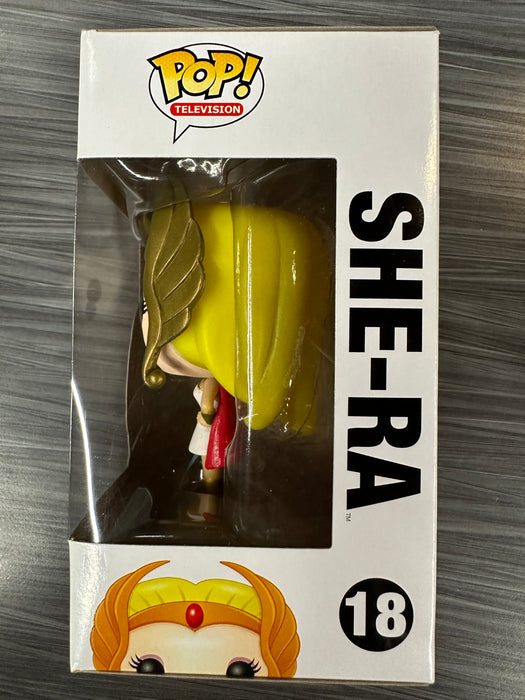 POP!
TELEVISION
SHE-RA
TM
18